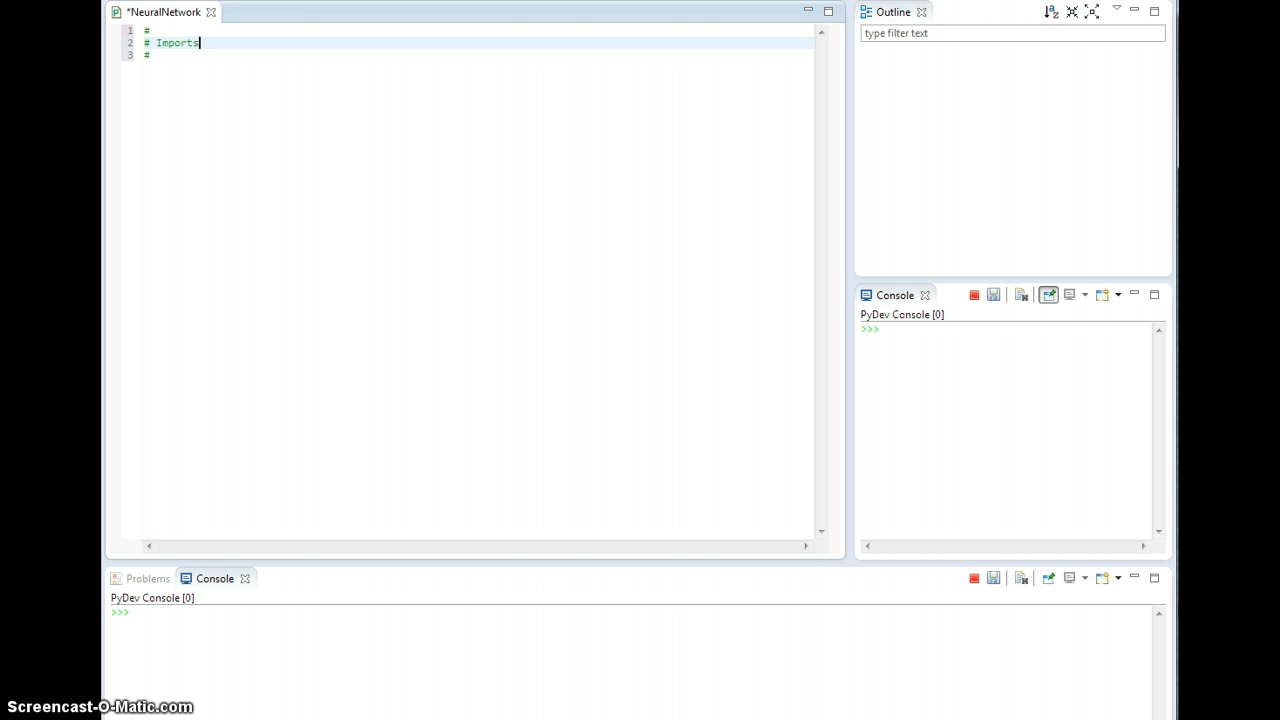 *NeuralNetwork
1 #
2 # Imports
3 #
Outline
type filter text
Console
PyDev Console [0]
>>>
Problems
Console
PyDev Console [0]
>>>
Screencast-O-Matic.com